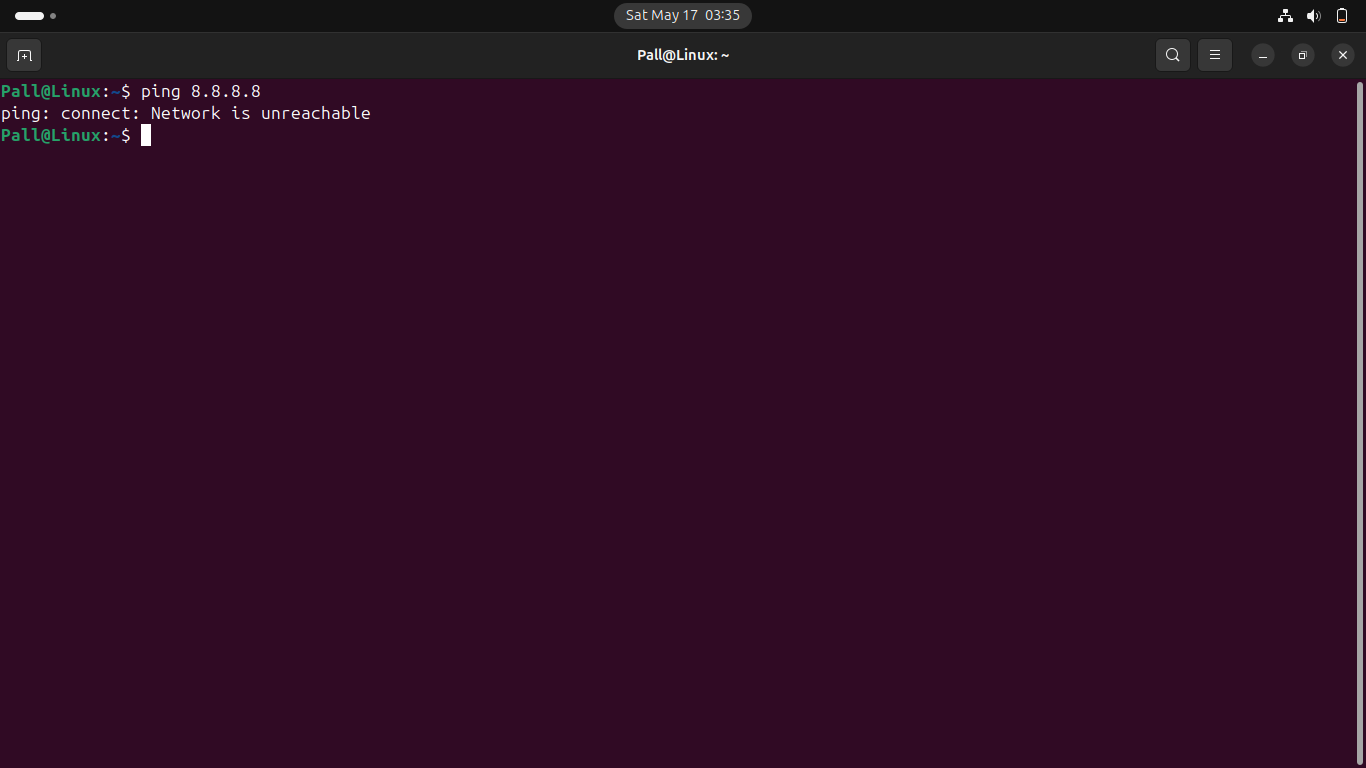 Sat May 17 03:35
Pall@Linux: ~
Pall@Linux:~$ ping 8.8.8.8
ping: connect: Network is unreachable
Pall@Linux:~$